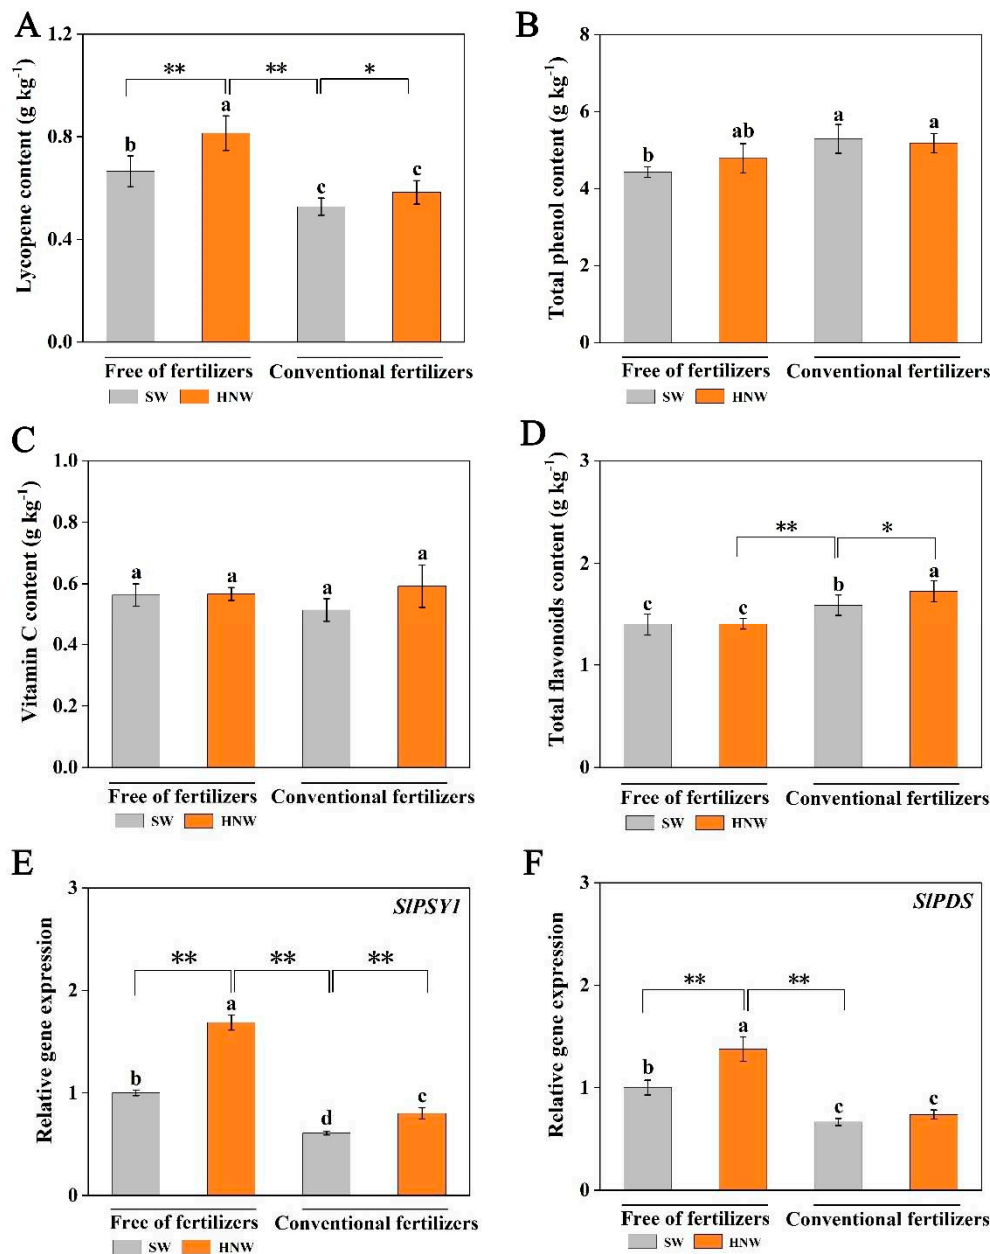 A
Lycopene content (g kg-1)
1.2
0.8
0.4
0.0
** ** *
b a c c
Free of fertilizers Conventional fertilizers
SW HNW
B
Total phenol content (g kg-1)
8
6
4
2
0
b ab a a
Free of fertilizers Conventional fertilizers
SW HNW
C
Vitamin C content (g kg-1)
1.0
0.8
0.6
0.4
0.2
0.0
a a a a
Free of fertilizers Conventional fertilizers
SW HNW
D
Total flavonoids content (g kg-1)
3
2
1
0
** *
c c b a
Free of fertilizers Conventional fertilizers
SW HNW
E
Relative gene expression
3
2
1
0
SlPSY1
** ** **
b a d c
Free of fertilizers Conventional fertilizers
SW HNW
F
Relative gene expression
3
2
1
0
SlPDS
** **
b a c c
Free of fertilizers Conventional fertilizers
SW HNW